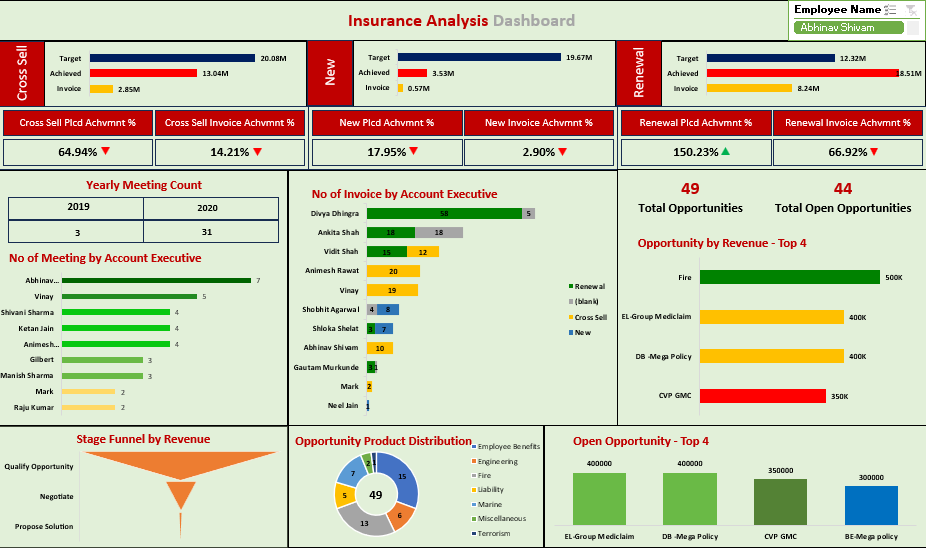 Insurance Analysis Dashboard
Employee Name
Abhinav Shivam
Cross Sell
Target 20.08M
Achieved 13.04M
Invoice 2.85M
New
Target 19.67M
Achieved 3.53M
Invoice 0.57M
Renewal
Target 12.32M
Achieved 8.51M
Invoice 8.24M
Cross Sell Plcd Achvmnt %
64.94%
Cross Sell Invoice Achvmnt %
14.21%
New Plcd Achvmnt %
17.95%
New Invoice Achvmnt %
2.90%
Renewal Plcd Achvmnt %
150.23%
Renewal Invoice Achvmnt %
66.92%
Yearly Meeting Count
2019 2020
3 31
No of Meeting by Account Executive
Abhinav... 7
Vinay 5
Shivani Sharma 4
Ketan Jain 4
Animesh... 4
Gilbert 3
Manish Sharma 3
Mark 2
Raju Kumar 2
No of Invoice by Account Executive
Divya Dhingra 58 5
Ankita Shah 18 18
Vidit Shah 15 12
Animesh Rawat 20
Vinay 19
Shobhit Agarwal 4 8
Shloka Shelat 3 7
Abhinav Shivam 10
Gautam Murkunde 3 1
Mark 2
Neel Jain 1
Renewal
(blank)
Cross Sell
New
49
Total Opportunities
44
Total Open Opportunities
Opportunity by Revenue - Top 4
Fire 500K
EL-Group Mediclaim 400K
DB -Mega Policy 400K
CVP GMC 350K
Stage Funnel by Revenue
Qualify Opportunity
Negotiate
Propose Solution
Opportunity Product Distribution
15
6
13
5
7
2
1
49
Employee Benefits
Engineering
Fire
Liability
Marine
Miscellaneous
Terrorism
Open Opportunity - Top 4
400000 400000 350000 300000
EL-Group Mediclaim DB -Mega Policy CVP GMC BE-Mega policy